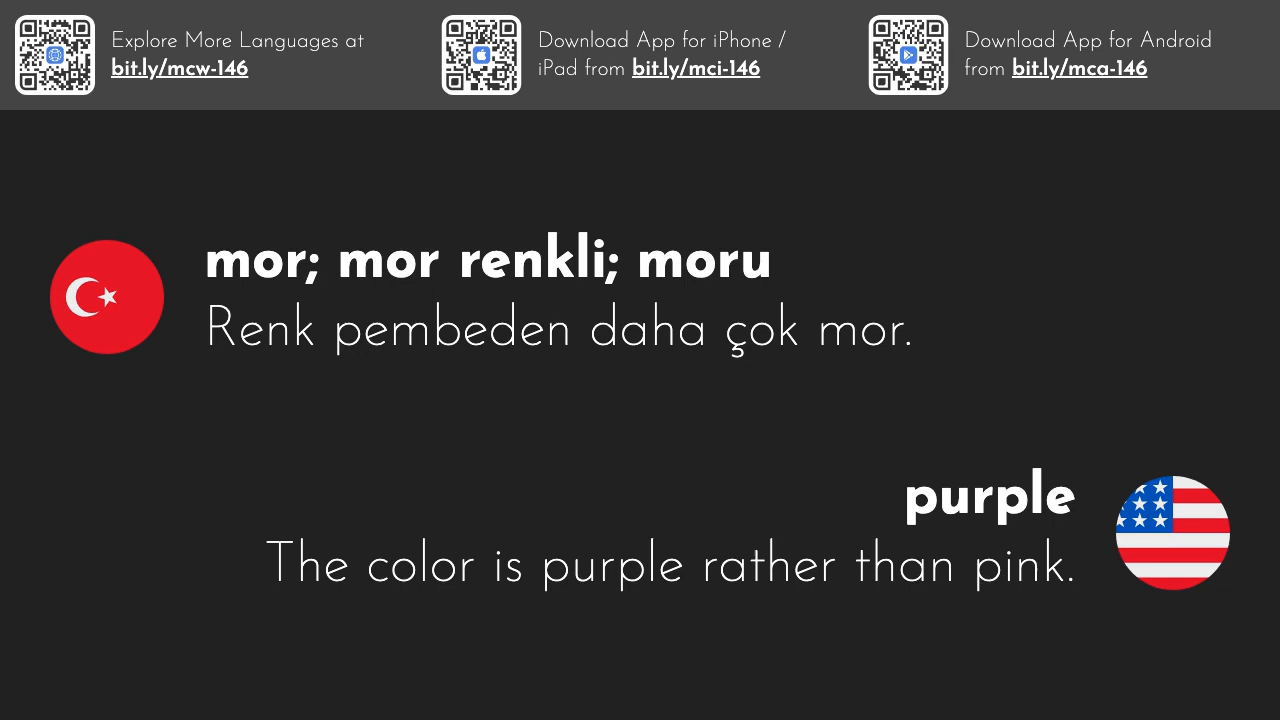 Explore More Languages at
bit.ly/mcw-146
Download App for iPhone /
iPad from bit.ly/mci-146
Download App for Android
from bit.ly/mca-146
mor; mor renkli; moru
Renk pembeden daha çok mor.
purple
The color is purple rather than pink.